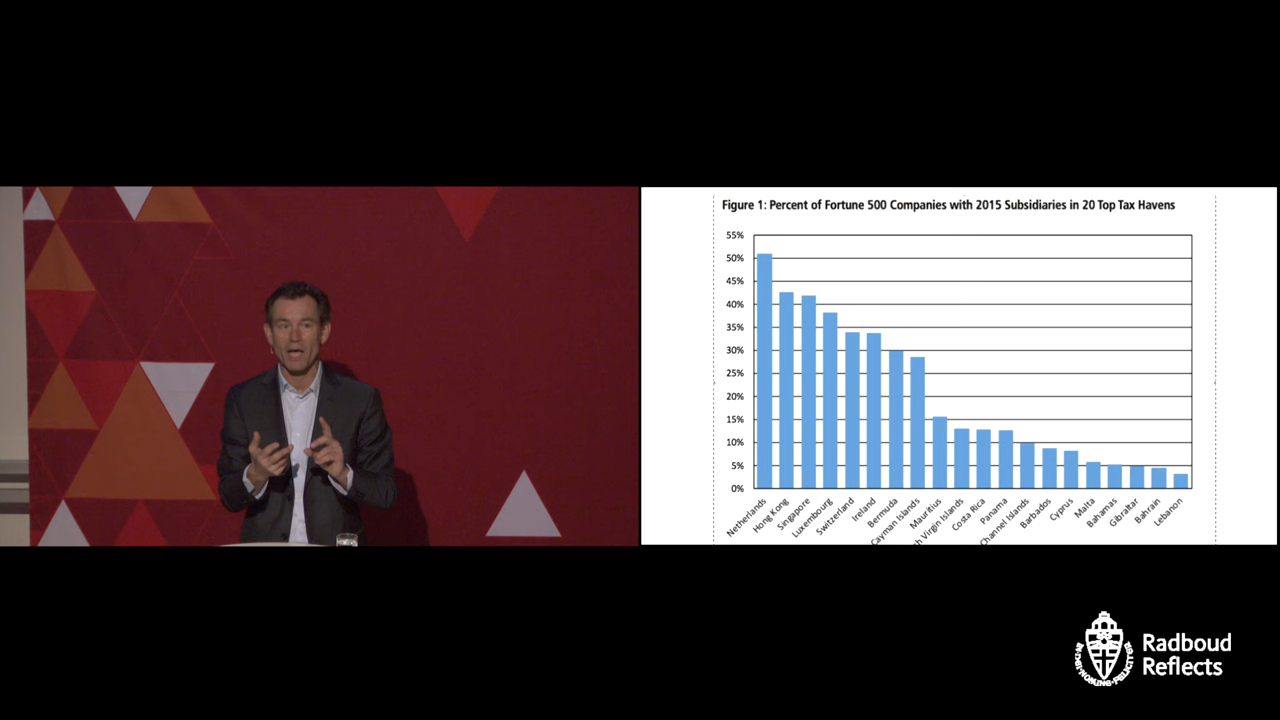 Figure 1: Percent of Fortune 500 Companies with 2015 Subsidiaries in 20 Top Tax Havens
55%
50%
45%
40%
35%
30%
25%
20%
15%
10%
5%
0%
Netherlands
Hong Kong
Singapore
Luxembourg
Switzerland
Ireland
Bermuda
Cayman Islands
Mauritius
h Virgin Islands
Costa Rica
Panama
Channel Islands
Barbados
Cyprus
Malta
Bahamas
Gibraltar
Bahrain
Lebanon
Radboud
Reflects